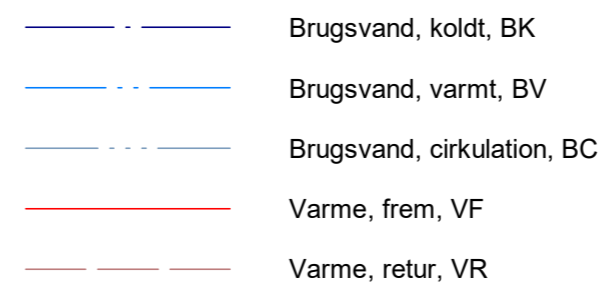 Brugsvand, koldt, BK
Brugsvand, varmt, BV
Brugsvand, cirkulation, BC
Varme, frem, VF
Varme, retur, VR